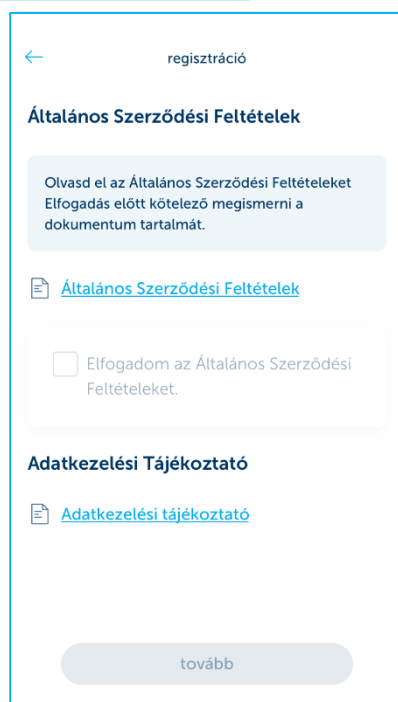 regisztráció
Általános Szerződési Feltételek
Olvasd el az Általános Szerződési Feltételeket
Elfogadás előtt kötelező megismerni a
dokumentum tartalmát.
Általános Szerződési Feltételek
Elfogadom az Általános Szerződési
Feltételeket.
Adatkezelési Tájékoztató
Adatkezelési tájékoztató
tovább